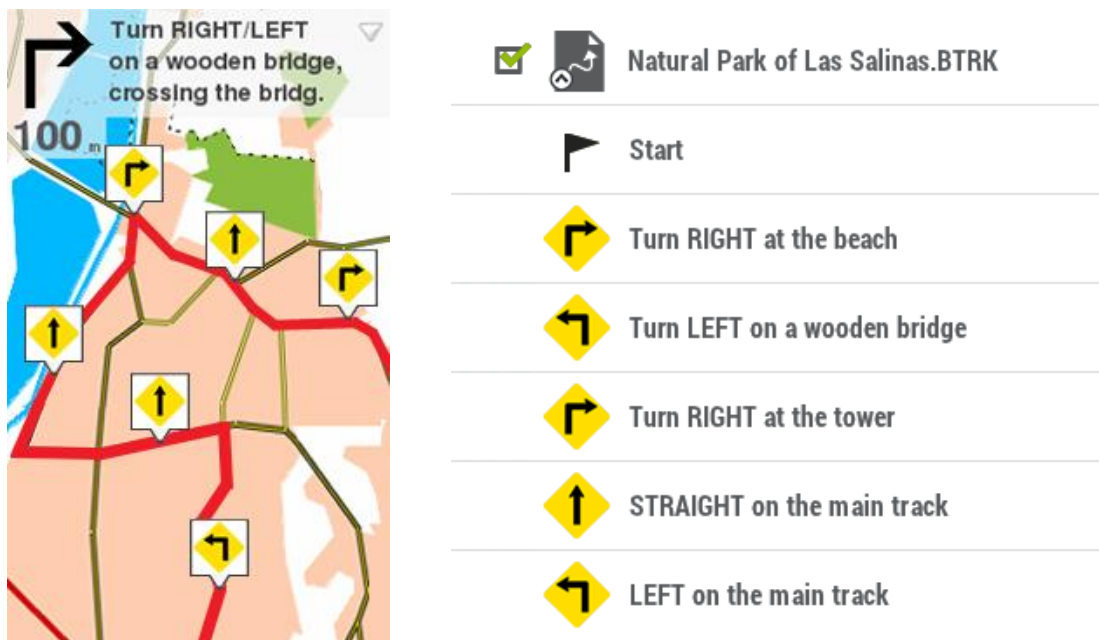 Turn RIGHT/LEFT
on a wooden bridge,
crossing the bridg.
100 m
Natural Park of Las Salinas.BTRK
Start
Turn RIGHT at the beach
Turn LEFT on a wooden bridge
Turn RIGHT at the tower
STRAIGHT on the main track
LEFT on the main track